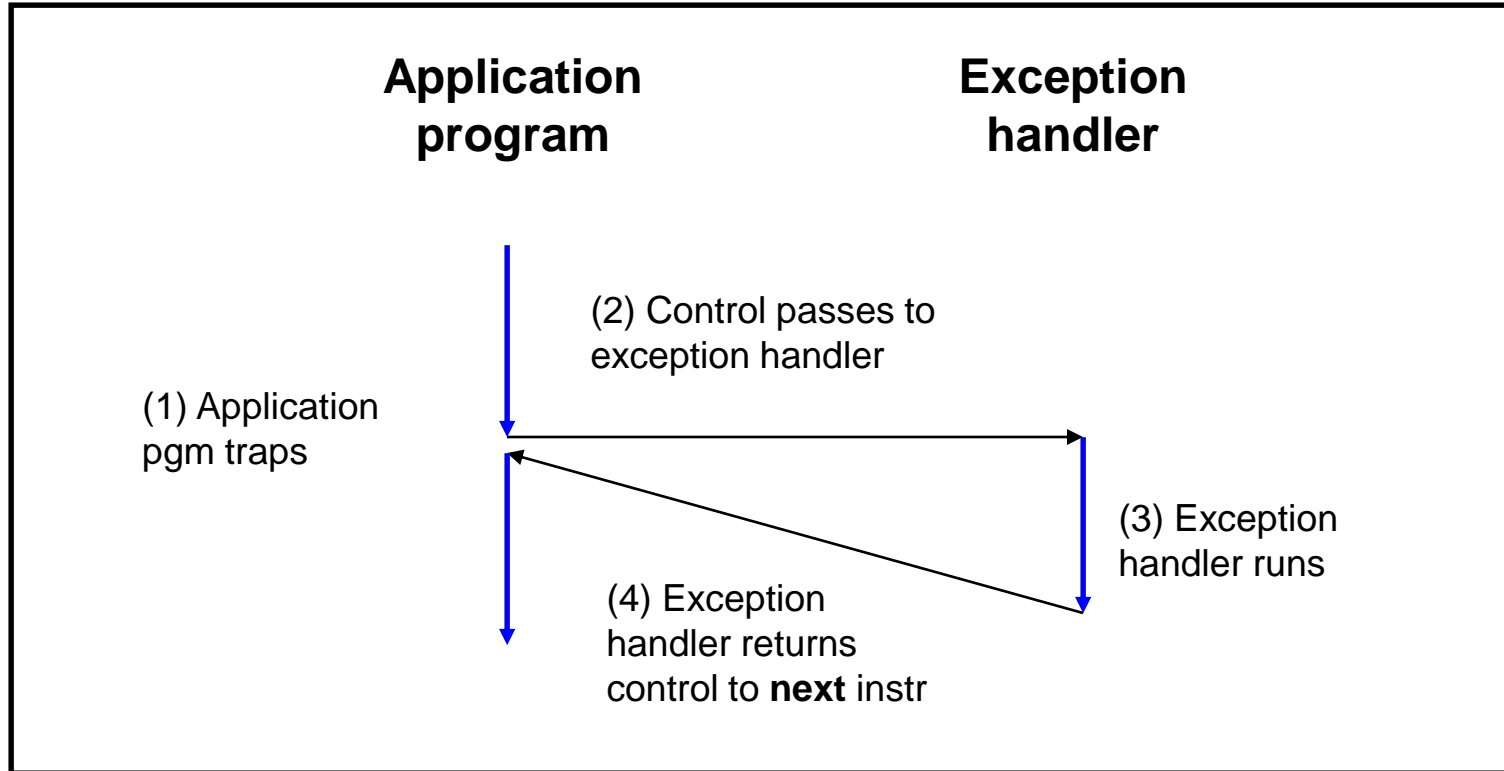 Application
program
Exception
handler
(2) Control passes to
exception handler
(1) Application
pgm traps
(3) Exception
handler runs
(4) Exception
handler returns
control to next instr